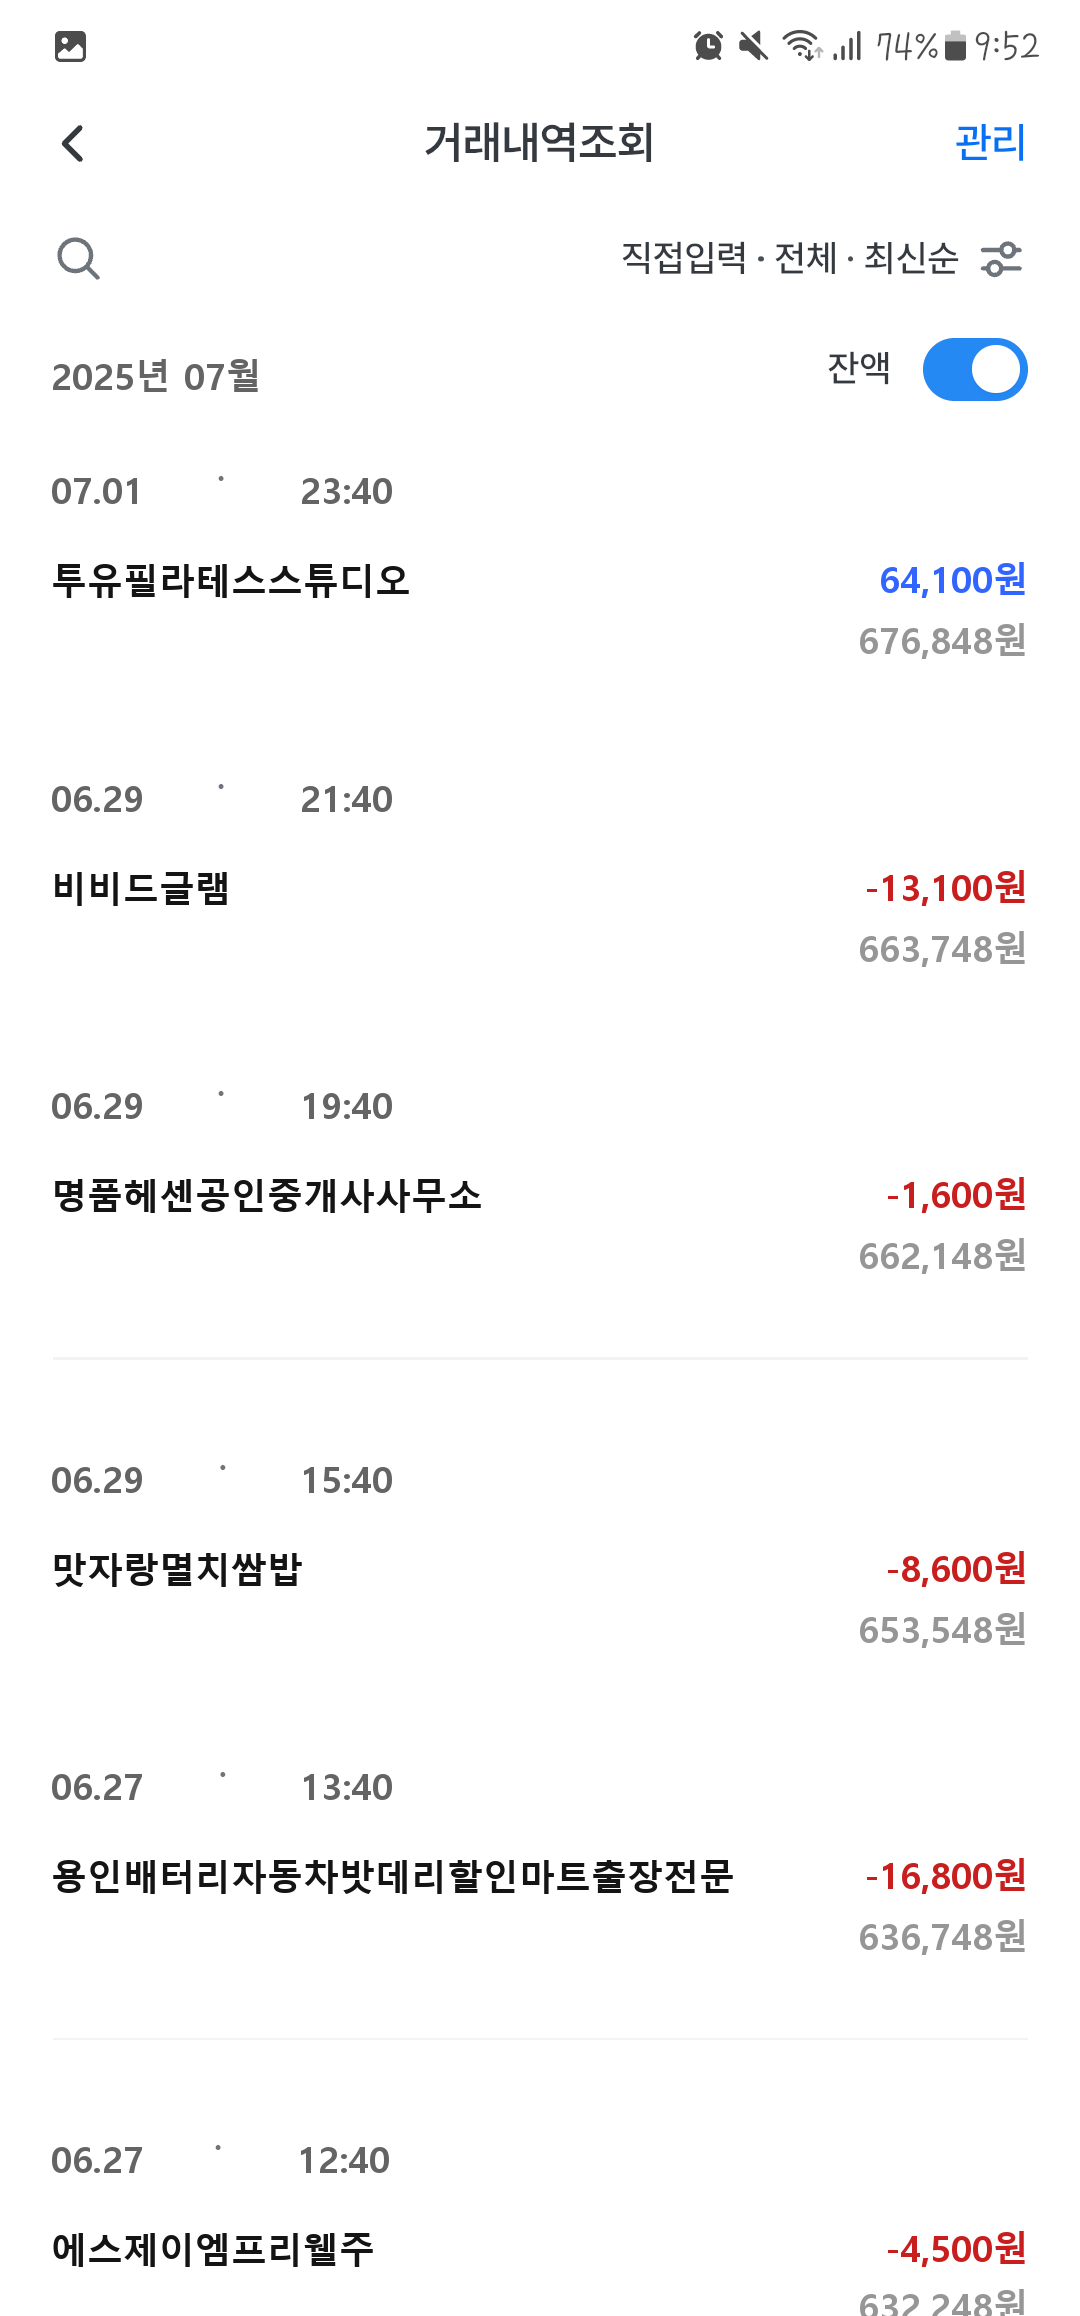 74% 9:52
거래내역조회 관리
직접입력 · 전체 · 최신순
2025년 07월 잔액
07.01 · 23:40
투유필라테스스튜디오 64,100원
676,848원
06.29 · 21:40
비비드글램 -13,100원
663,748원
06.29 · 19:40
명품헤센공인중개사사무소 -1,600원
662,148원
06.29 · 15:40
맛자랑멸치쌈밥 -8,600원
653,548원
06.27 · 13:40
용인배터리자동차밧데리할인마트출장전문 -16,800원
636,748원
06.27 · 12:40
에스제이엠프리웰주 -4,500원
632,248원